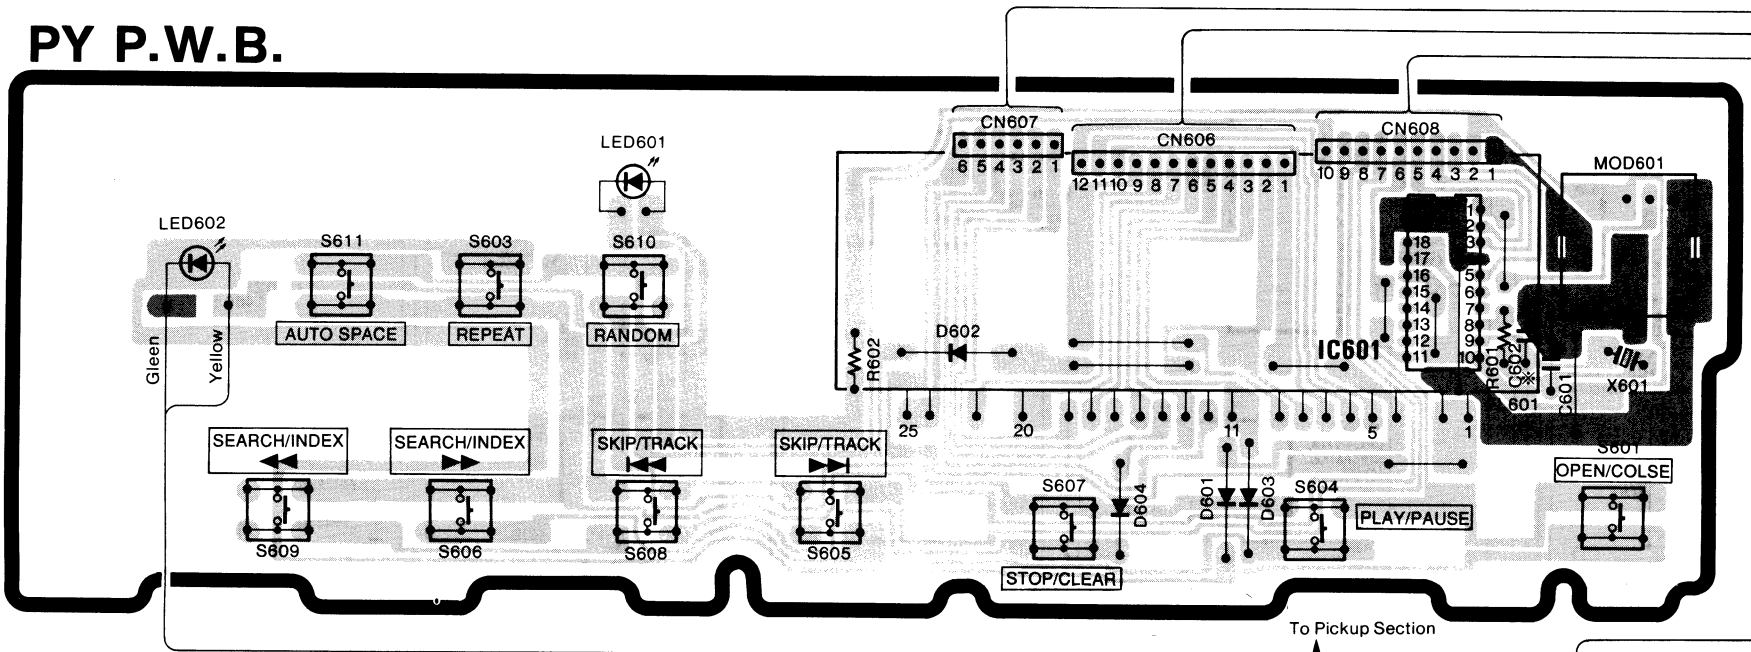 PY P.W.B.
CN607
6 5 4 3 2 1
CN606
12 11 10 9 8 7 6 5 4 3 2 1
CN608
10 9 8 7 6 5 4 3 2 1
MOD601
LED601
LED602
S611
AUTO SPACE
S603
REPEAT
S610
RANDOM
Gleen
Yellow
R602
D602
IC601
18
17
16
15
14
13
12
11
1
2
3
5
6
7
8
9
10
R601
C602
※
601
C601
X601
25 20 11 5 1
SEARCH/INDEX
S609
SEARCH/INDEX
S606
SKIP/TRACK
S608
SKIP/TRACK
S605
S607
STOP/CLEAR
D604
D601
D603
S604
PLAY/PAUSE
S601
OPEN/COLSE
To Pickup Section